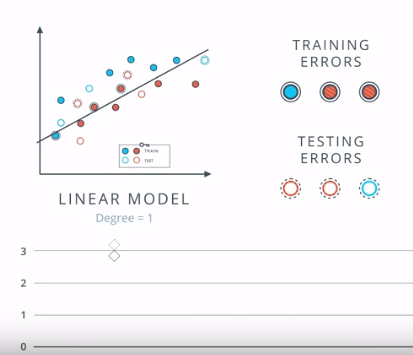 TRAINING
ERRORS
TRAIN
TEST
TESTING
ERRORS
LINEAR MODEL
Degree = 1
3
2
1
0